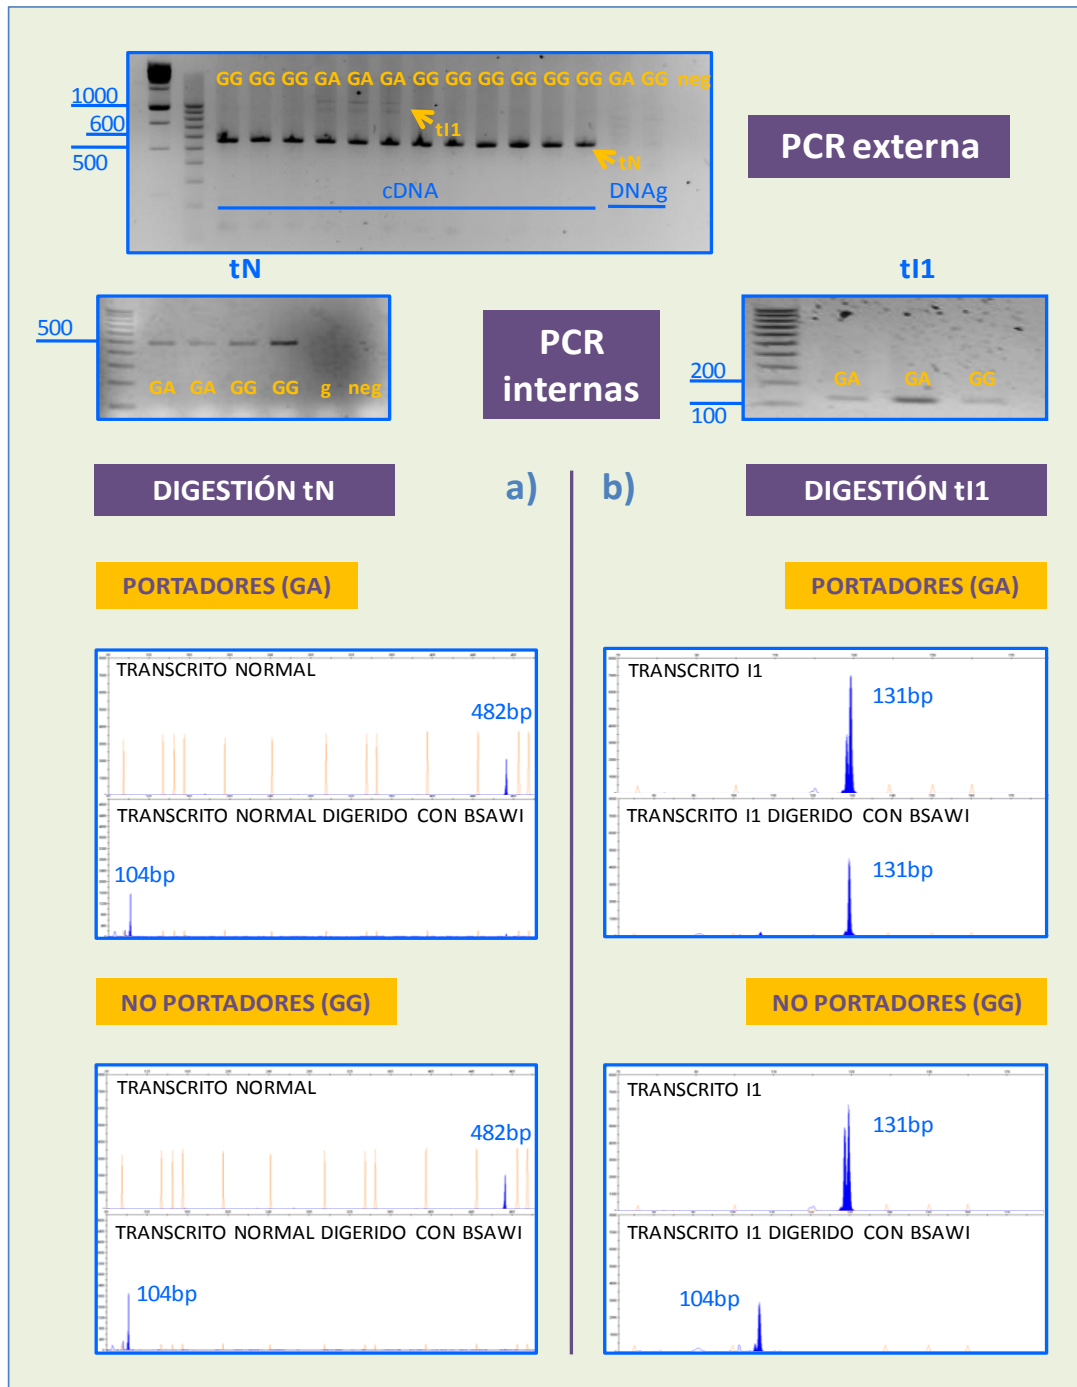 GG GG GG GA GA GA GG GG GG GG GG GG GA GG neg
1000
600
500
tI1
tN
cDNA
DNAg
PCR externa
tN
tI1
500
GA GA GG GG g neg
PCR internas
200
100
GA GA GG
DIGESTIÓN tN
a)
b)
DIGESTIÓN tI1
PORTADORES (GA)
PORTADORES (GA)
TRANSCRITO NORMAL
482bp
TRANSCRITO NORMAL DIGERIDO CON BSAWI
104bp
TRANSCRITO I1
131bp
TRANSCRITO I1 DIGERIDO CON BSAWI
131bp
NO PORTADORES (GG)
NO PORTADORES (GG)
TRANSCRITO NORMAL
482bp
TRANSCRITO NORMAL DIGERIDO CON BSAWI
104bp
TRANSCRITO I1
131bp
TRANSCRITO I1 DIGERIDO CON BSAWI
104bp